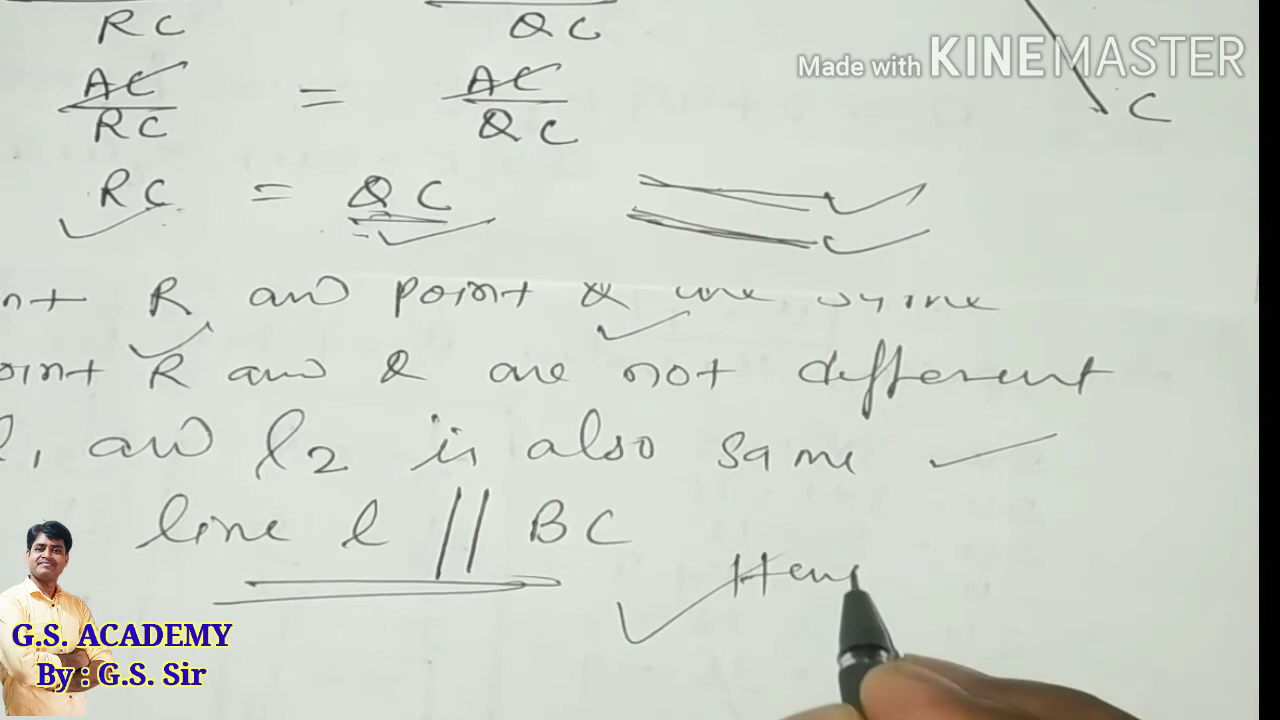 RC QC
Made with KINEMASTER
AC = AC
RC QC
C
RC = QC
nt R and point Q are same
oint R and Q are not different
l1 and l2 is also same
line l || BC
Hen
G.S. ACADEMY
By : G.S. Sir